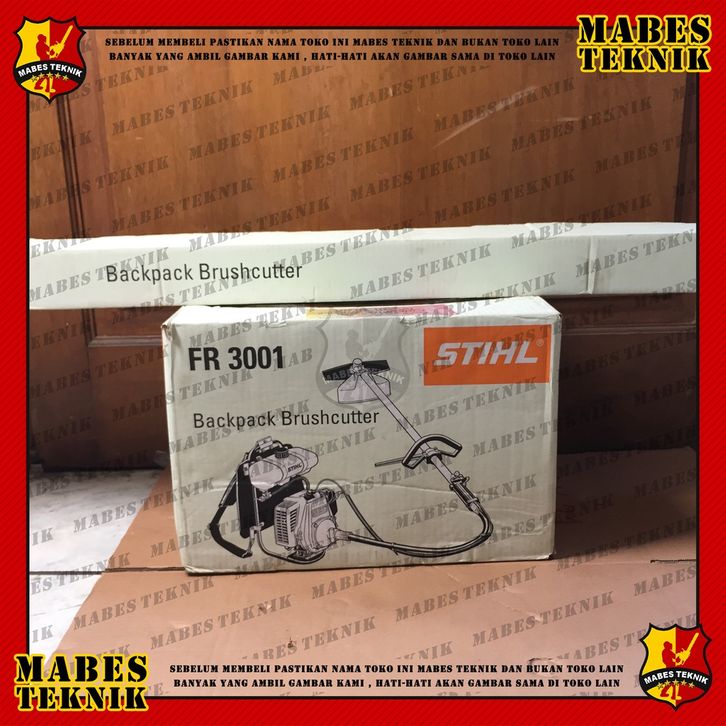 SEBELUM MEMBELI PASTIKAN NAMA TOKO INI MABES TEKNIK DAN BUKAN TOKO LAIN
BANYAK YANG AMBIL GAMBAR KAMI , HATI-HATI AKAN GAMBAR SAMA DI TOKO LAIN
MABES TEKNIK
MABES
TEKNIK
Backpack Brushcutter
FR 3001
STIHL
MABES TEKNIK
Backpack Brushcutter
STIHL
MABES
TEKNIK
SEBELUM MEMBELI PASTIKAN NAMA TOKO INI MABES TEKNIK DAN BUKAN TOKO LAIN
BANYAK YANG AMBIL GAMBAR KAMI , HATI-HATI AKAN GAMBAR SAMA DI TOKO LAIN
MABES TEKNIK